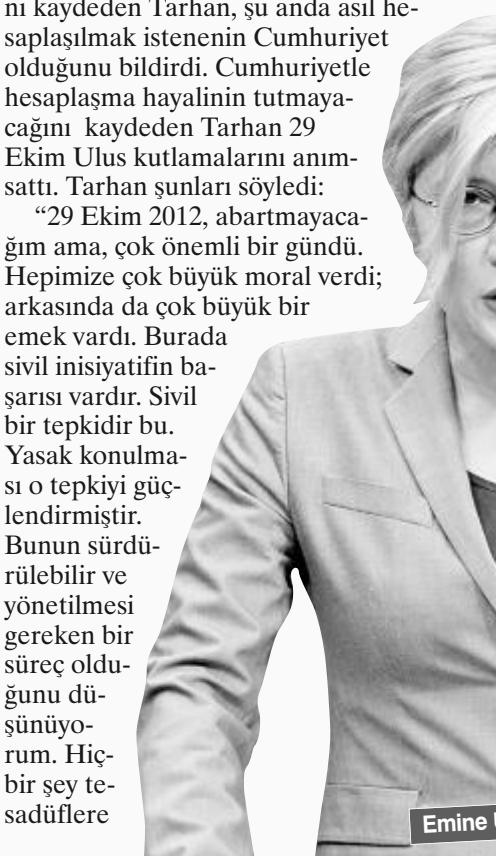 nı kaydeden Tarhan, şu anda asıl he-
saplaşılmak istenenin Cumhuriyet
olduğunu bildirdi. Cumhuriyetle
hesaplaşma hayalinin tutmaya-
cağını kaydeden Tarhan 29
Ekim Ulus kutlamalarını anım-
sattı. Tarhan şunları söyledi:
“29 Ekim 2012, abartmayaca-
ğım ama, çok önemli bir gündü.
Hepimize çok büyük moral verdi;
arkasında da çok büyük bir
emek vardı. Burada
sivil inisiyatifin ba-
şarısı vardır. Sivil
bir tepkidir bu.
Yasak konulma-
sı o tepkiyi güç-
lendirmiştir.
Bunun sürdü-
rülebilir ve
yönetilmesi
gereken bir
süreç oldu-
ğunu dü-
şünüyo-
rum. Hiç-
bir şey te-
sadüflere
Emine